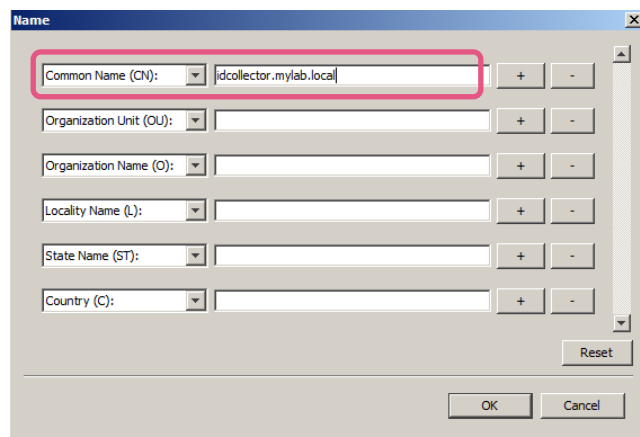 Name
Common Name (CN): idcollector.mylab.local + -
Organization Unit (OU): + -
Organization Name (O): + -
Locality Name (L): + -
State Name (ST): + -
Country (C): + -
Reset
OK Cancel